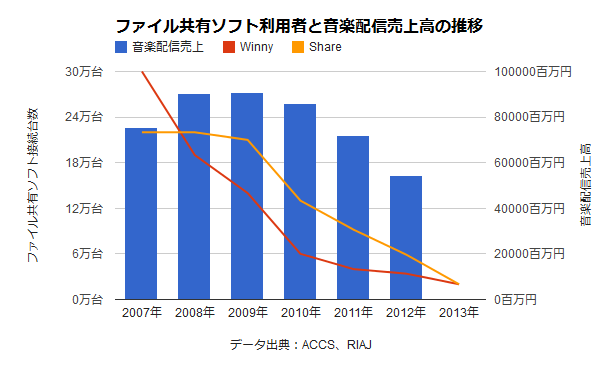 ファイル共有ソフト利用者と音楽配信売上高の推移
音楽配信売上 Winny Share
30万台 100000百万円
24万台 80000百万円
18万台 60000百万円
12万台 40000百万円
6万台 20000百万円
0万台 0百万円
ファイル共有ソフト接続台数
音楽配信売上高
2007年 2008年 2009年 2010年 2011年 2012年 2013年
データ出典：ACCS、RIAJ